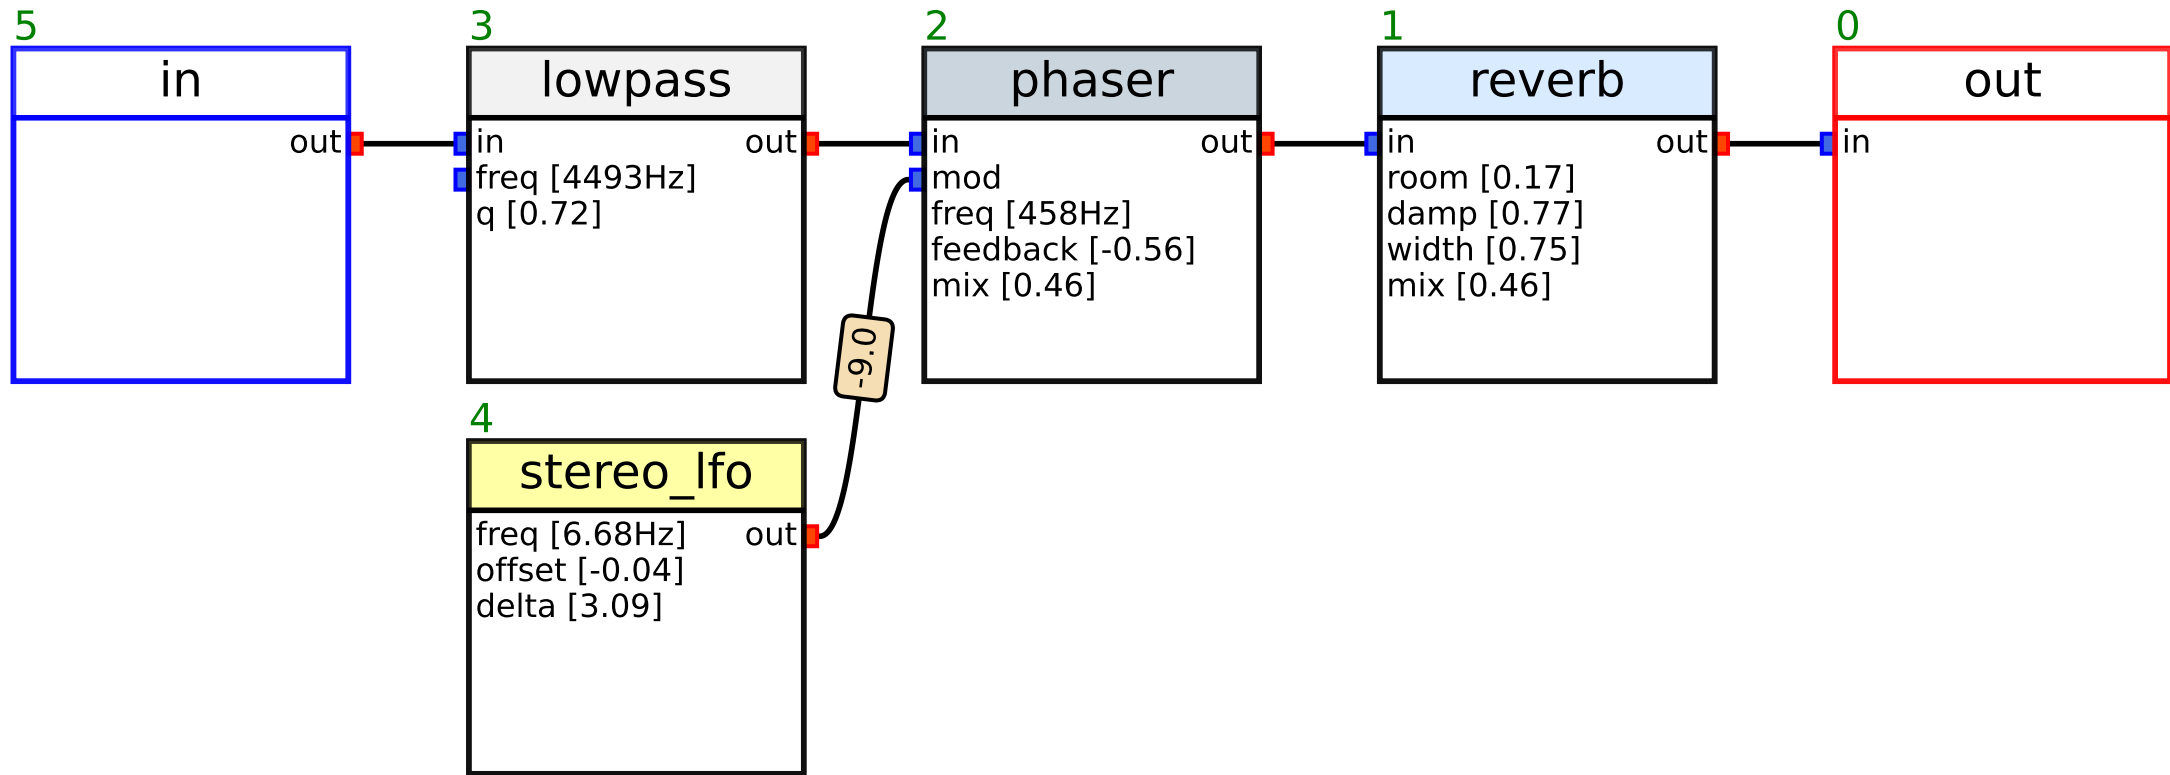 5
in
out
3
lowpass
in
out
freq [4493Hz]
q [0.72]
2
phaser
in
out
mod
freq [458Hz]
feedback [-0.56]
mix [0.46]
1
reverb
in
out
room [0.17]
damp [0.77]
width [0.75]
mix [0.46]
0
out
in
-9.0
4
stereo_lfo
freq [6.68Hz]
out
offset [-0.04]
delta [3.09]